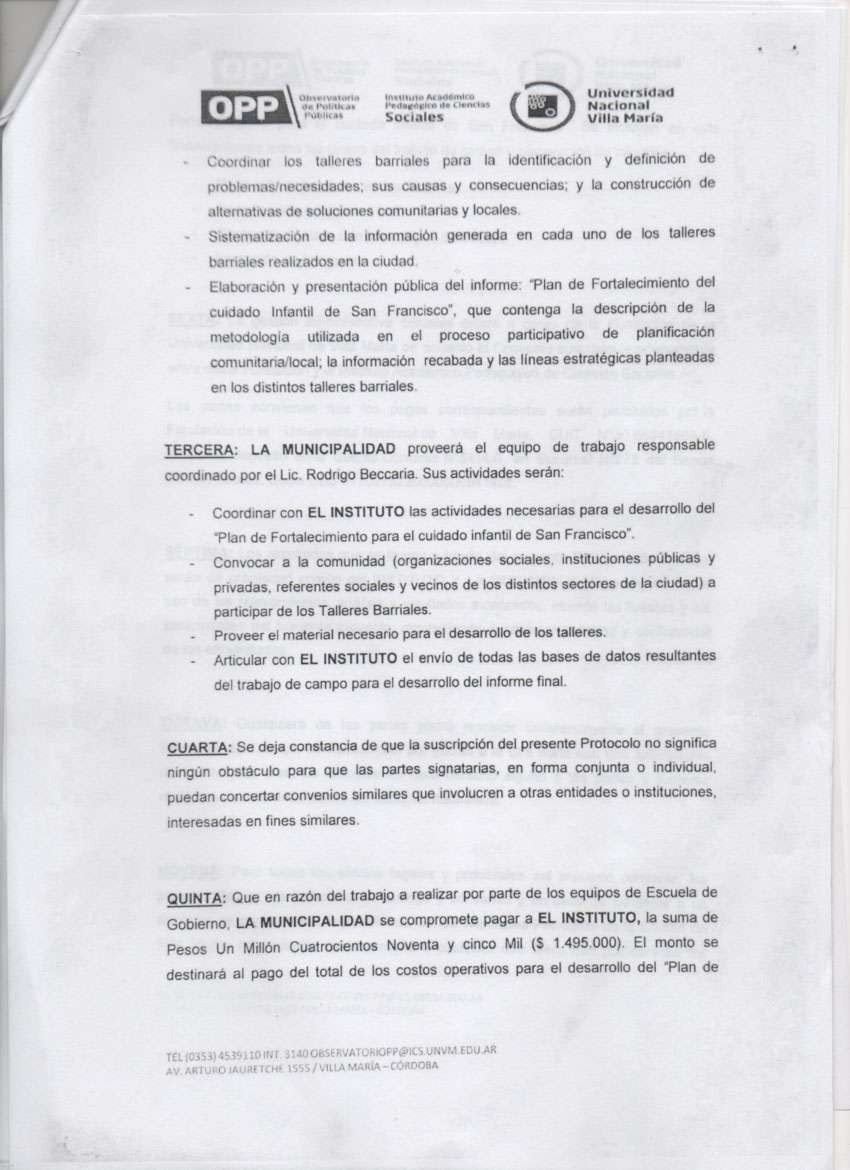 OPP
Observatorio
de Políticas
Públicas
Instituto Académico
Pedagógico de Ciencias
Sociales
Universidad
Nacional
Villa María
- Coordinar los talleres barriales para la identificación y definición de
problemas/necesidades; sus causas y consecuencias; y la construcción de
alternativas de soluciones comunitarias y locales.
- Sistematización de la información generada en cada uno de los talleres
barriales realizados en la ciudad.
- Elaboración y presentación pública del informe: "Plan de Fortalecimiento del
cuidado Infantil de San Francisco", que contenga la descripción de la
metodología utilizada en el proceso participativo de planificación
comunitaria/local; la información recabada y las líneas estratégicas planteadas
en los distintos talleres barriales.
TERCERA: LA MUNICIPALIDAD proveerá el equipo de trabajo responsable
coordinado por el Lic. Rodrigo Beccaria. Sus actividades serán:
- Coordinar con EL INSTITUTO las actividades necesarias para el desarrollo del
"Plan de Fortalecimiento para el cuidado infantil de San Francisco".
- Convocar a la comunidad (organizaciones sociales, instituciones públicas y
privadas, referentes sociales y vecinos de los distintos sectores de la ciudad) a
participar de los Talleres Barriales.
- Proveer el material necesario para el desarrollo de los talleres.
- Articular con EL INSTITUTO el envío de todas las bases de datos resultantes
del trabajo de campo para el desarrollo del informe final.
CUARTA: Se deja constancia de que la suscripción del presente Protocolo no significa
ningún obstáculo para que las partes signatarias, en forma conjunta o individual,
puedan concertar convenios similares que involucren a otras entidades o instituciones,
interesadas en fines similares.
QUINTA: Que en razón del trabajo a realizar por parte de los equipos de Escuela de
Gobierno, LA MUNICIPALIDAD se compromete pagar a EL INSTITUTO, la suma de
Pesos Un Millón Cuatrocientos Noventa y cinco Mil ($ 1.495.000). El monto se
destinará al pago del total de los costos operativos para el desarrollo del "Plan de
TEL (0353) 4539110 INT. 3140 OBSERVATORIOPP@ICS.UNVM.EDU.AR
AV. ARTURO JAURETCHE 1555 / VILLA MARÍA – CÓRDOBA